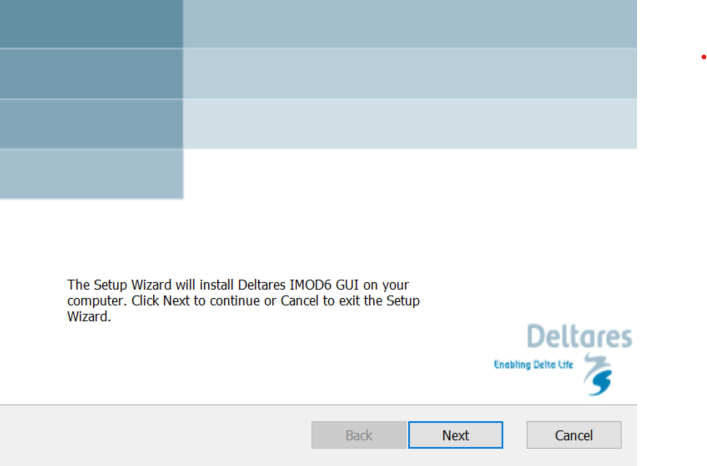 The Setup Wizard will install Deltares IMOD6 GUI on your
computer. Click Next to continue or Cancel to exit the Setup
Wizard.
Deltares
Enabling Delta Life
Back
Next
Cancel